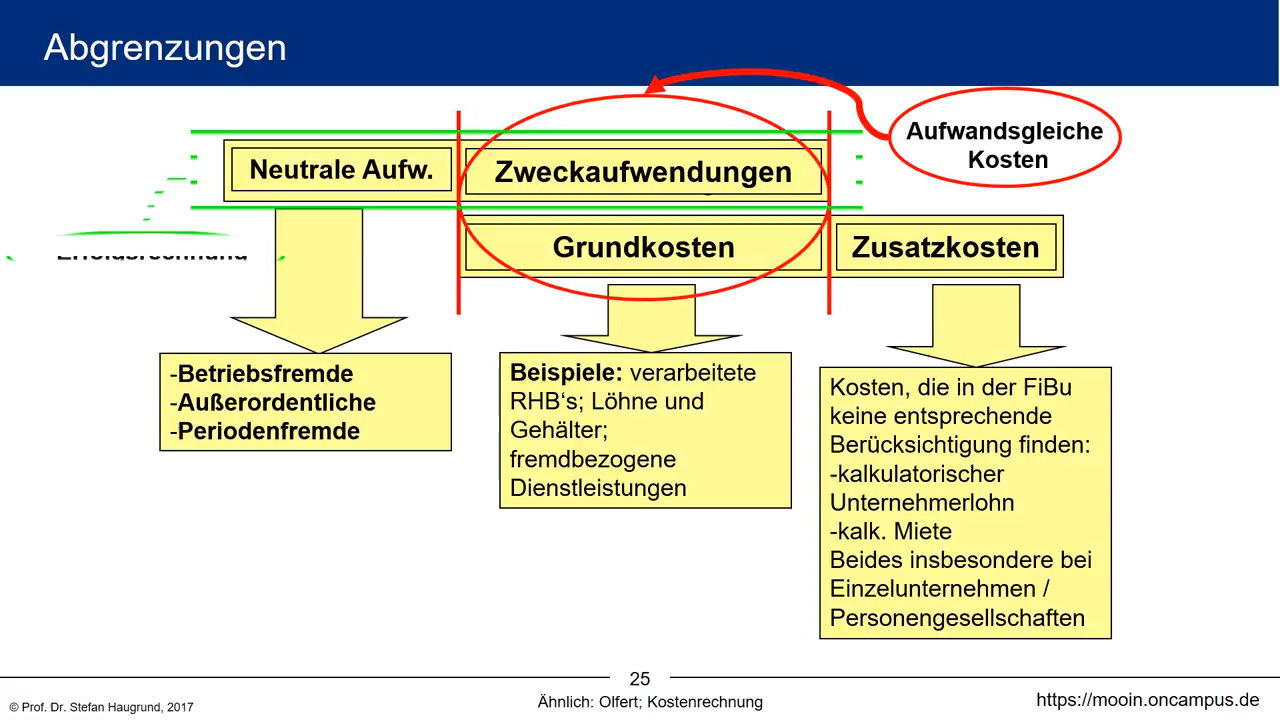 Abgrenzungen
Aufwandsgleiche
Kosten
Neutrale Aufw.
Zweckaufwendungen
Grundkosten
Zusatzkosten
-Betriebsfremde
-Außerordentliche
-Periodenfremde
Beispiele: verarbeitete
RHB‘s; Löhne und
Gehälter;
fremdbezogene
Dienstleistungen
Kosten, die in der FiBu
keine entsprechende
Berücksichtigung finden:
-kalkulatorischer
Unternehmerlohn
-kalk. Miete
Beides insbesondere bei
Einzelunternehmen /
Personengesellschaften
25
© Prof. Dr. Stefan Haugrund, 2017
Ähnlich: Olfert; Kostenrechnung
https://mooin.oncampus.de